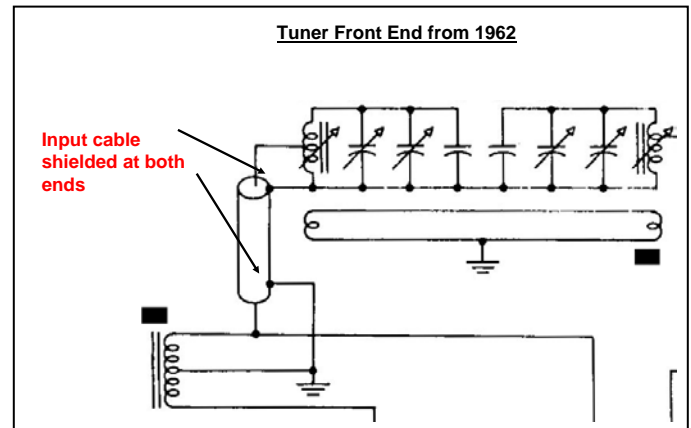 Tuner Front End from 1962
Input cable
shielded at both
ends